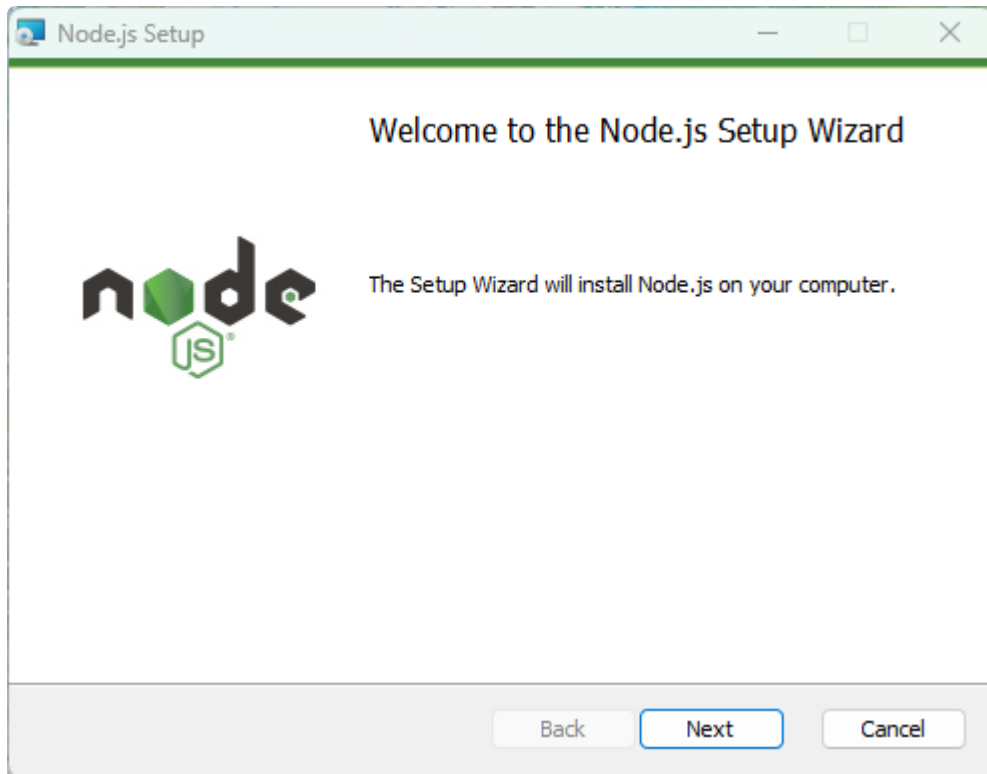 Node.js Setup
Welcome to the Node.js Setup Wizard
node
JS®
The Setup Wizard will install Node.js on your computer.
Back Next Cancel